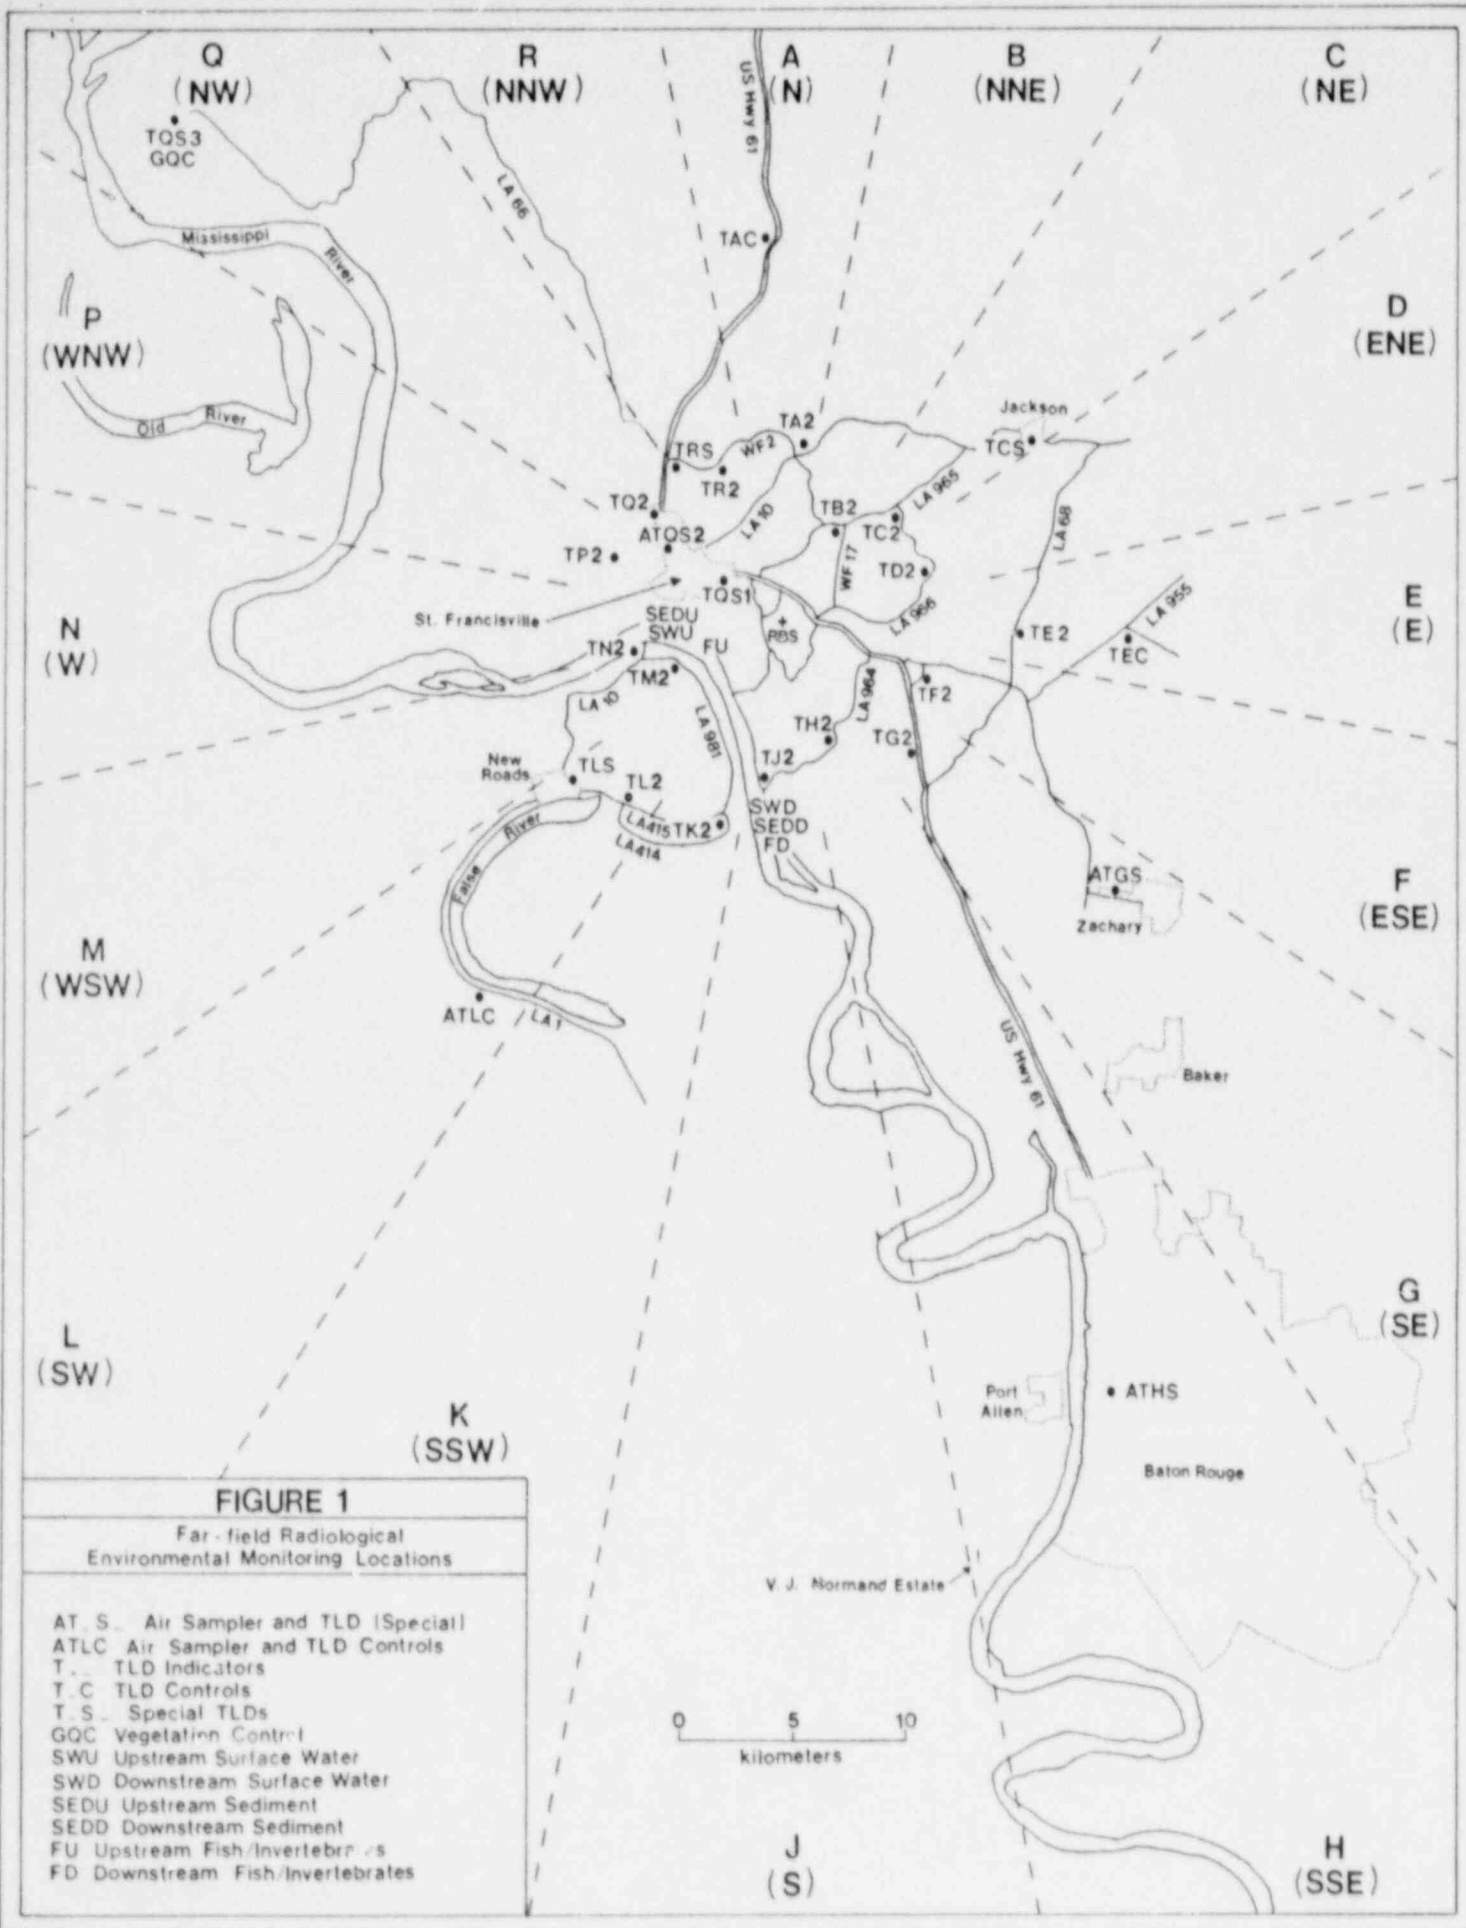 Q
(NW)
R
(NNW)
A
(N)
B
(NNE)
C
(NE)
US Hwy 61
TQS3
GQC
LA 66
Mississippi
River
TAC
P
(WNW)
D
(ENE)
Old
River
Jackson
TA2
TCS
TRS
WF2
TR2
LA 965
TQ2
LA 10
TB2
TC2
ATQS2
LA 68
TP2
WF 17
TD2
TQS1
LA 955
St. Francisville
SEDU
SWU
FU
RBS
LA 966
E
(E)
N
(W)
TN2
TE2
TEC
TM2
LA 10
LA 964
TF2
LA 981
TH2
TG2
New
Roads
TLS
TJ2
TL2
SWD
SEDD
FD
LA415
TK2
LA414
River
False
ATGS
Zachary
F
(ESE)
M
(WSW)
ATLC
LA 1
US Hwy 61
Baker
G
(SE)
L
(SW)
Port
Allen
ATHS
K
(SSW)
Baton Rouge
V. J. Normand Estate
FIGURE 1
Far-field Radiological
Environmental Monitoring Locations
AT_S_ Air Sampler and TLD (Special)
ATLC Air Sampler and TLD Controls
T__ TLD Indicators
T_C TLD Controls
T_S_ Special TLDs
GQC Vegetation Control
SWU Upstream Surface Water
SWD Downstream Surface Water
SEDU Upstream Sediment
SEDD Downstream Sediment
FU Upstream
FD Downstream Fish/Invertebrates
0 5 10
kilometers
J
(S)
H
(SSE)